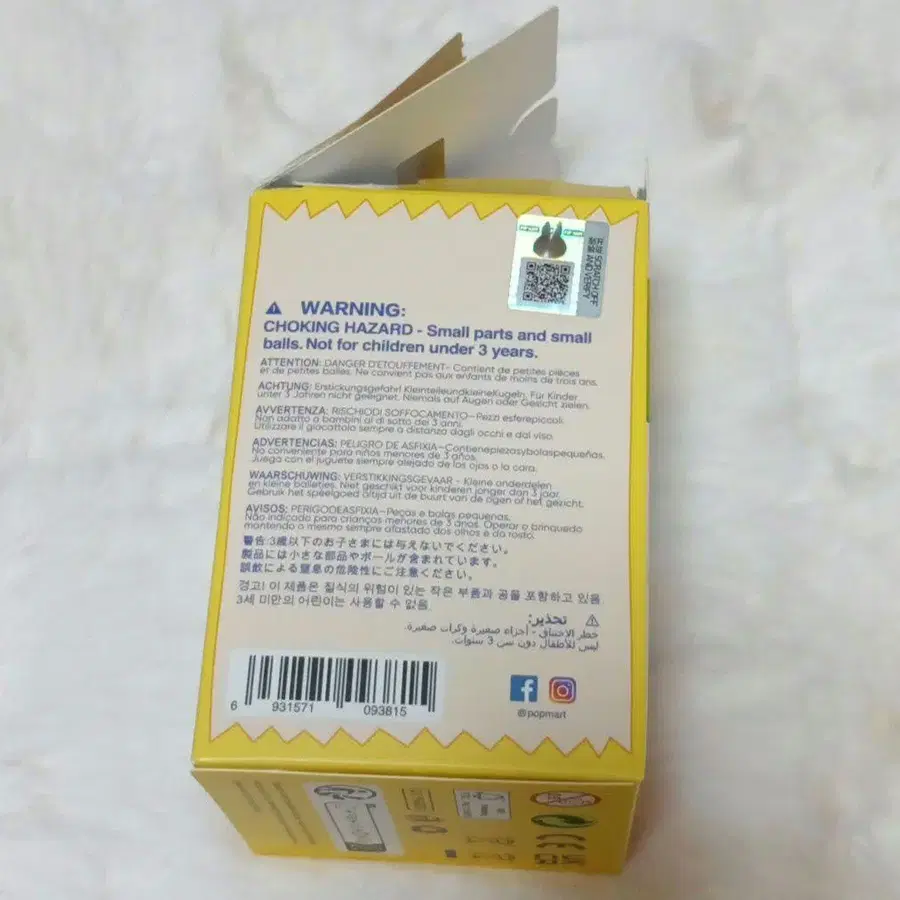 POP MART
POP MART
正品 SCRATCH OFF
验证 AND VERIFY
WARNING:
CHOKING HAZARD - Small parts and small
balls. Not for children under 3 years.
ATTENTION: DANGER D'ETOUFFEMENT- Contient de petites pièces
et de petites balles. Ne convient pas aux enfants de moins de trois ans.
ACHTUNG: Erstickungsgefahr! KleinteileundkleineKugeln. Für Kinder
unter 3 Jahren nicht geeignet. Niemals auf Augen oder Gesicht zielen.
AVVERTENZA: RISCHIODI SOFFOCAMENTO-Pezzi esferepiccoli.
Non adatto a bambini al di sotto dei 3 anni.
Utilizzare il giocattolo sempre a distanza dagli occhi e dal viso.
ADVERTENCIAS: PELIGRO DE ASFIXIA-Contienepiezasybolaspequeñas.
No conveniente para niños menores de 3 años.
Juega con el juguete siempre alejado de los ojos o la cara.
WAARSCHUWING: VERSTIKKINGSGEVAAR - Kleine onderdelen
en kleine balletjes. Niet geschikt voor kinderen jonger dan 3 jaar.
Gebruik het speelgoed altijd uit de buurt van de ogen of het gezicht.
AVISOS: PERIGODEASFIXIA-Peças e bolas pequenas.
Não indicado para crianças menores de 3 anos. Operar o brinquedo
mantendo o mesmo sempre afastado dos olhos e do rosto.
警告:3歳以下のお子さまには与えないでください。
製品には小さな部品やボールが含まれています。
誤飲による窒息の危険性にご注意ください。
경고! 이 제품은 질식의 위험이 있는 작은 부품과 공을 포함하고 있음.
3세 미만의 어린이는 사용할 수 없음.
تحذير:
خطر الاختناق - أجزاء صغيرة وكرات صغيرة.
ليس للأطفال دون سن 3 سنوات.
6 931571 093815
@popmart
CE